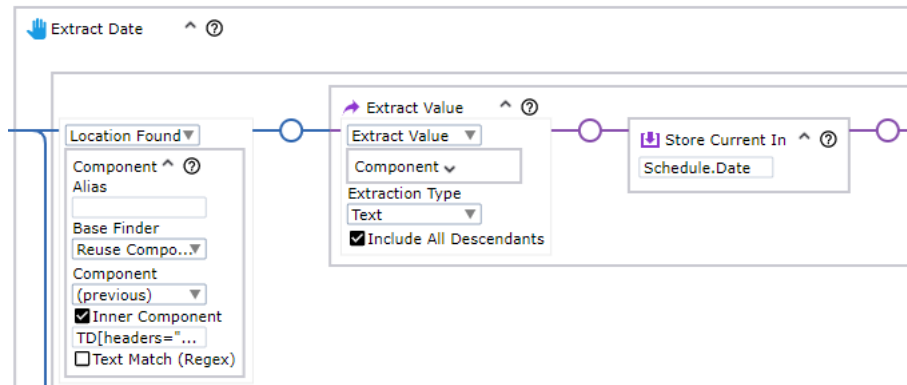 Extract Date
Location Found
Component
Alias
Base Finder
Reuse Compo...
Component
(previous)
Inner Component
TD[headers="...
Text Match (Regex)
Extract Value
Extract Value
Component
Extraction Type
Text
Include All Descendants
Store Current In
Schedule.Date